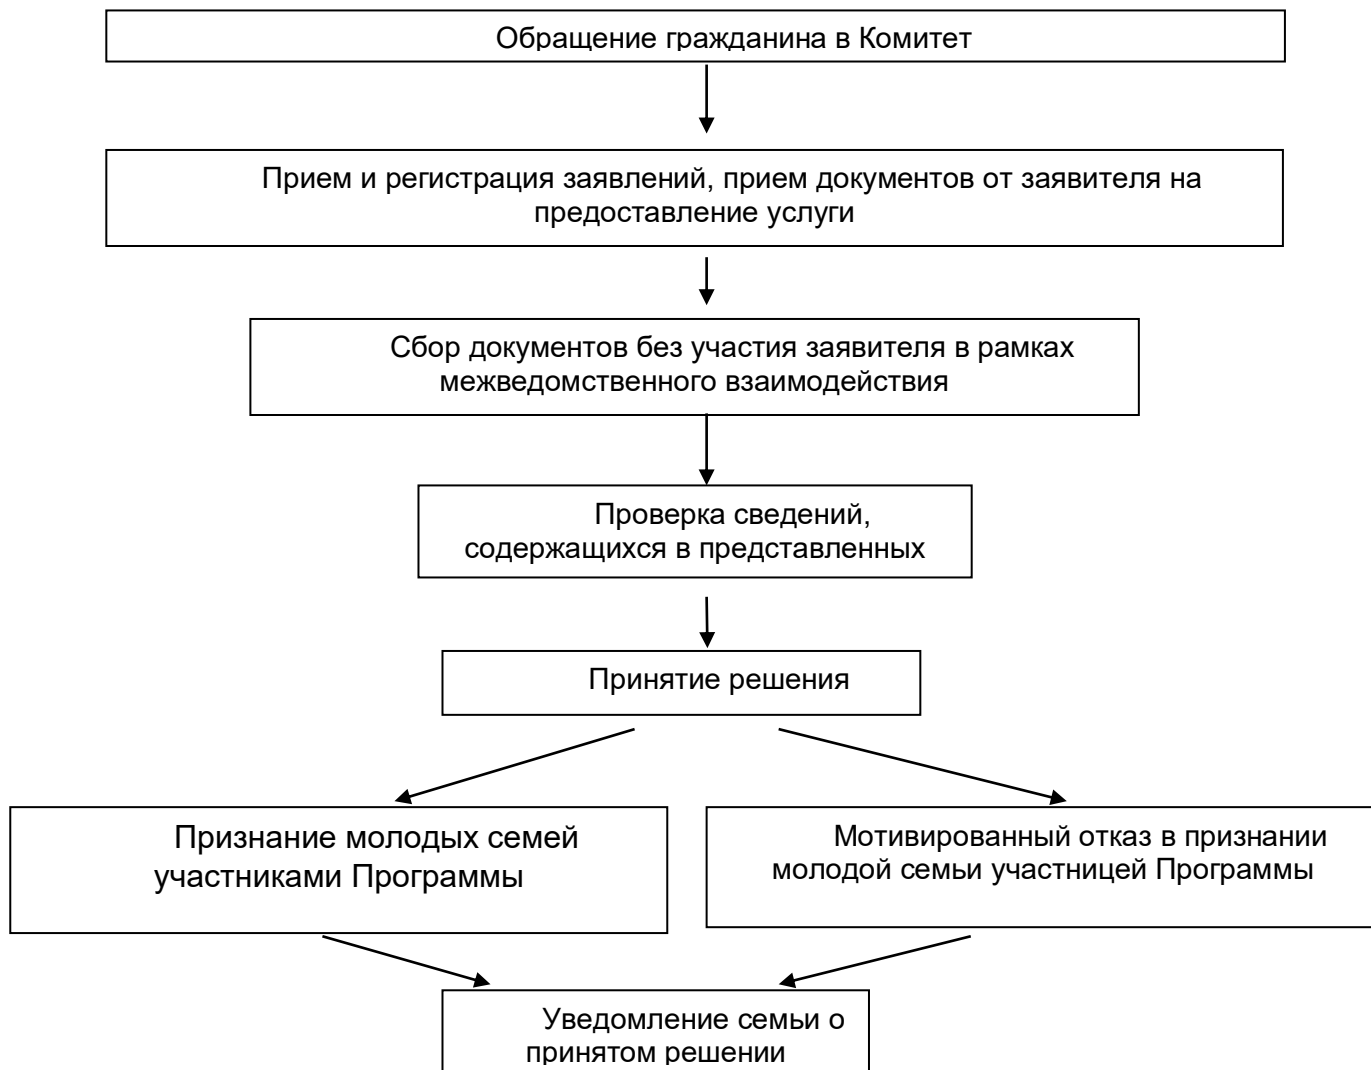 Обращение гражданина в Комитет
Прием и регистрация заявлений, прием документов от заявителя на
предоставление услуги
Сбор документов без участия заявителя в рамках
межведомственного взаимодействия
Проверка сведений,
содержащихся в представленных
Принятие решения
Признание молодых семей
участниками Программы
Мотивированный отказ в признании
молодой семьи участницей Программы
Уведомление семьи о
принятом решении